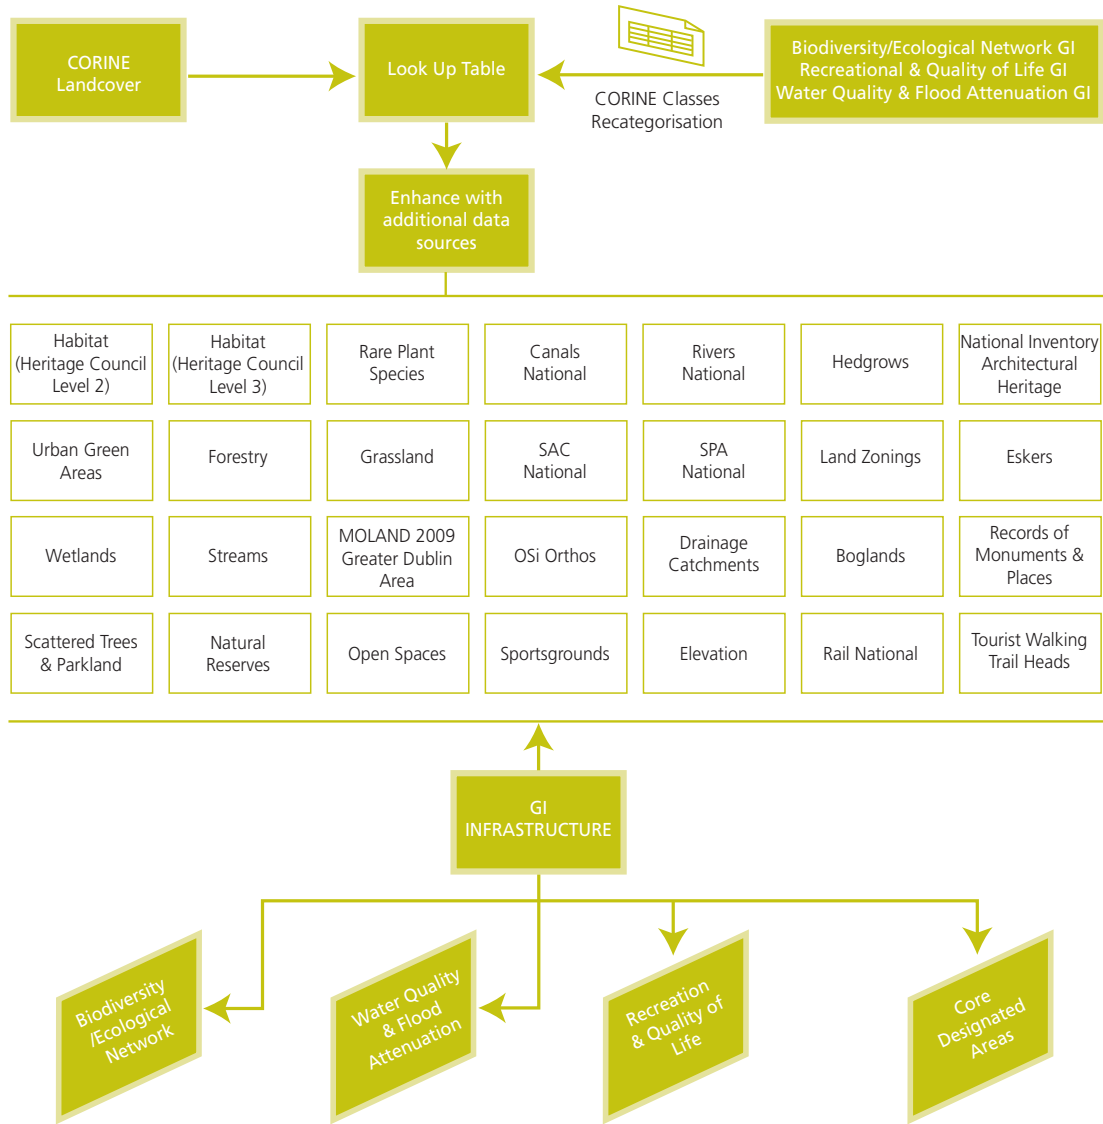 CORINE
Landcover
Look Up Table
CORINE Classes
Recategorisation
Biodiversity/Ecological Network GI
Recreational & Quality of Life GI
Water Quality & Flood Attenuation GI
Enhance with
additional data
sources
Habitat
(Heritage Council
Level 2)
Habitat
(Heritage Council
Level 3)
Rare Plant
Species
Canals
National
Rivers
National
Hedgrows
National Inventory
Architectural
Heritage
Urban Green
Areas
Forestry
Grassland
SAC
National
SPA
National
Land Zonings
Eskers
Wetlands
Streams
MOLAND 2009
Greater Dublin
Area
OSi Orthos
Drainage
Catchments
Boglands
Records of
Monuments &
Places
Scattered Trees
& Parkland
Natural
Reserves
Open Spaces
Sportsgrounds
Elevation
Rail National
Tourist Walking
Trail Heads
GI
INFRASTRUCTURE
Biodiversity
/Ecological
Network
Water Quality
& Flood
Attenuation
Recreation
& Quality of
Life
Core
Designated
Areas